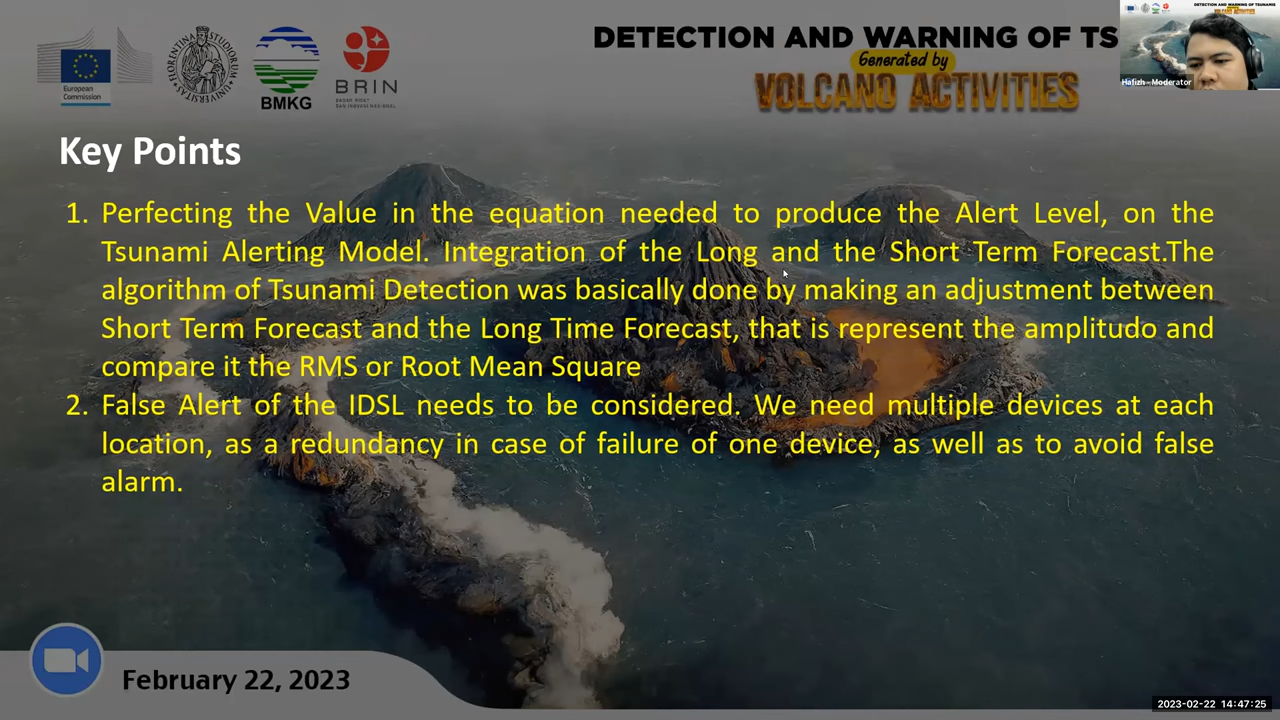 European
Commission
BMKG
BRIN
DETECTION AND WARNING OF TS
Generated by
VOLCANO ACTIVITIES
DETECTION AND WARNING OF TSUNAMIS
Hafizh - Moderator
Key Points
1. Perfecting the Value in the equation needed to produce the Alert Level, on the
Tsunami Alerting Model. Integration of the Long and the Short Term Forecast.The
algorithm of Tsunami Detection was basically done by making an adjustment between
Short Term Forecast and the Long Time Forecast, that is represent the amplitudo and
compare it the RMS or Root Mean Square
2. False Alert of the IDSL needs to be considered. We need multiple devices at each
location, as a redundancy in case of failure of one device, as well as to avoid false
alarm.
February 22, 2023
2023-02-22 14:47:25